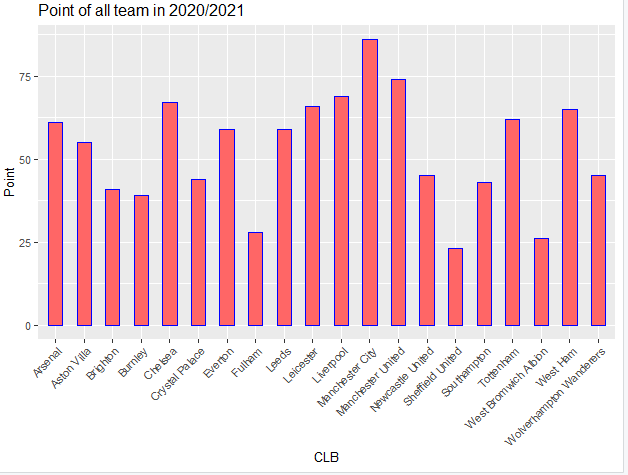 Point of all team in 2020/2021
Point
75
50
25
0
Arsenal
Aston Villa
Brighton
Burnley
Chelsea
Crystal Palace
Everton
Fulham
Leeds
Leicester
Liverpool
Manchester City
Manchester United
Newcastle United
Sheffield United
Southampton
Tottenham
West Bromwich Albion
West Ham
Wolverhampton Wanderers
CLB